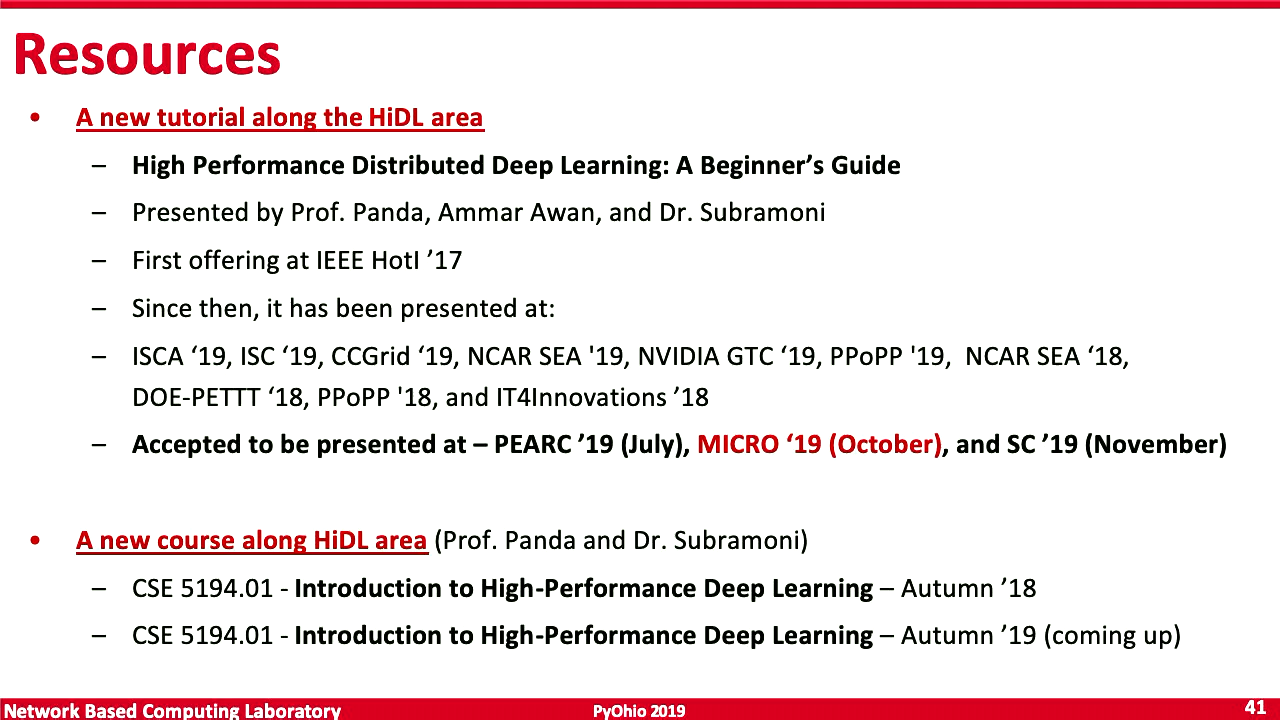 Resources
• A new tutorial along the HiDL area
– High Performance Distributed Deep Learning: A Beginner’s Guide
– Presented by Prof. Panda, Ammar Awan, and Dr. Subramoni
– First offering at IEEE HotI ’17
– Since then, it has been presented at:
– ISCA ‘19, ISC ‘19, CCGrid ‘19, NCAR SEA '19, NVIDIA GTC ‘19, PPoPP '19,  NCAR SEA ‘18,
DOE-PETTT ‘18, PPoPP '18, and IT4Innovations ’18
– Accepted to be presented at – PEARC ’19 (July), MICRO ‘19 (October), and SC ’19 (November)
• A new course along HiDL area (Prof. Panda and Dr. Subramoni)
– CSE 5194.01 - Introduction to High-Performance Deep Learning – Autumn ’18
– CSE 5194.01 - Introduction to High-Performance Deep Learning – Autumn ’19 (coming up)
Network Based Computing Laboratory
PyOhio 2019
41